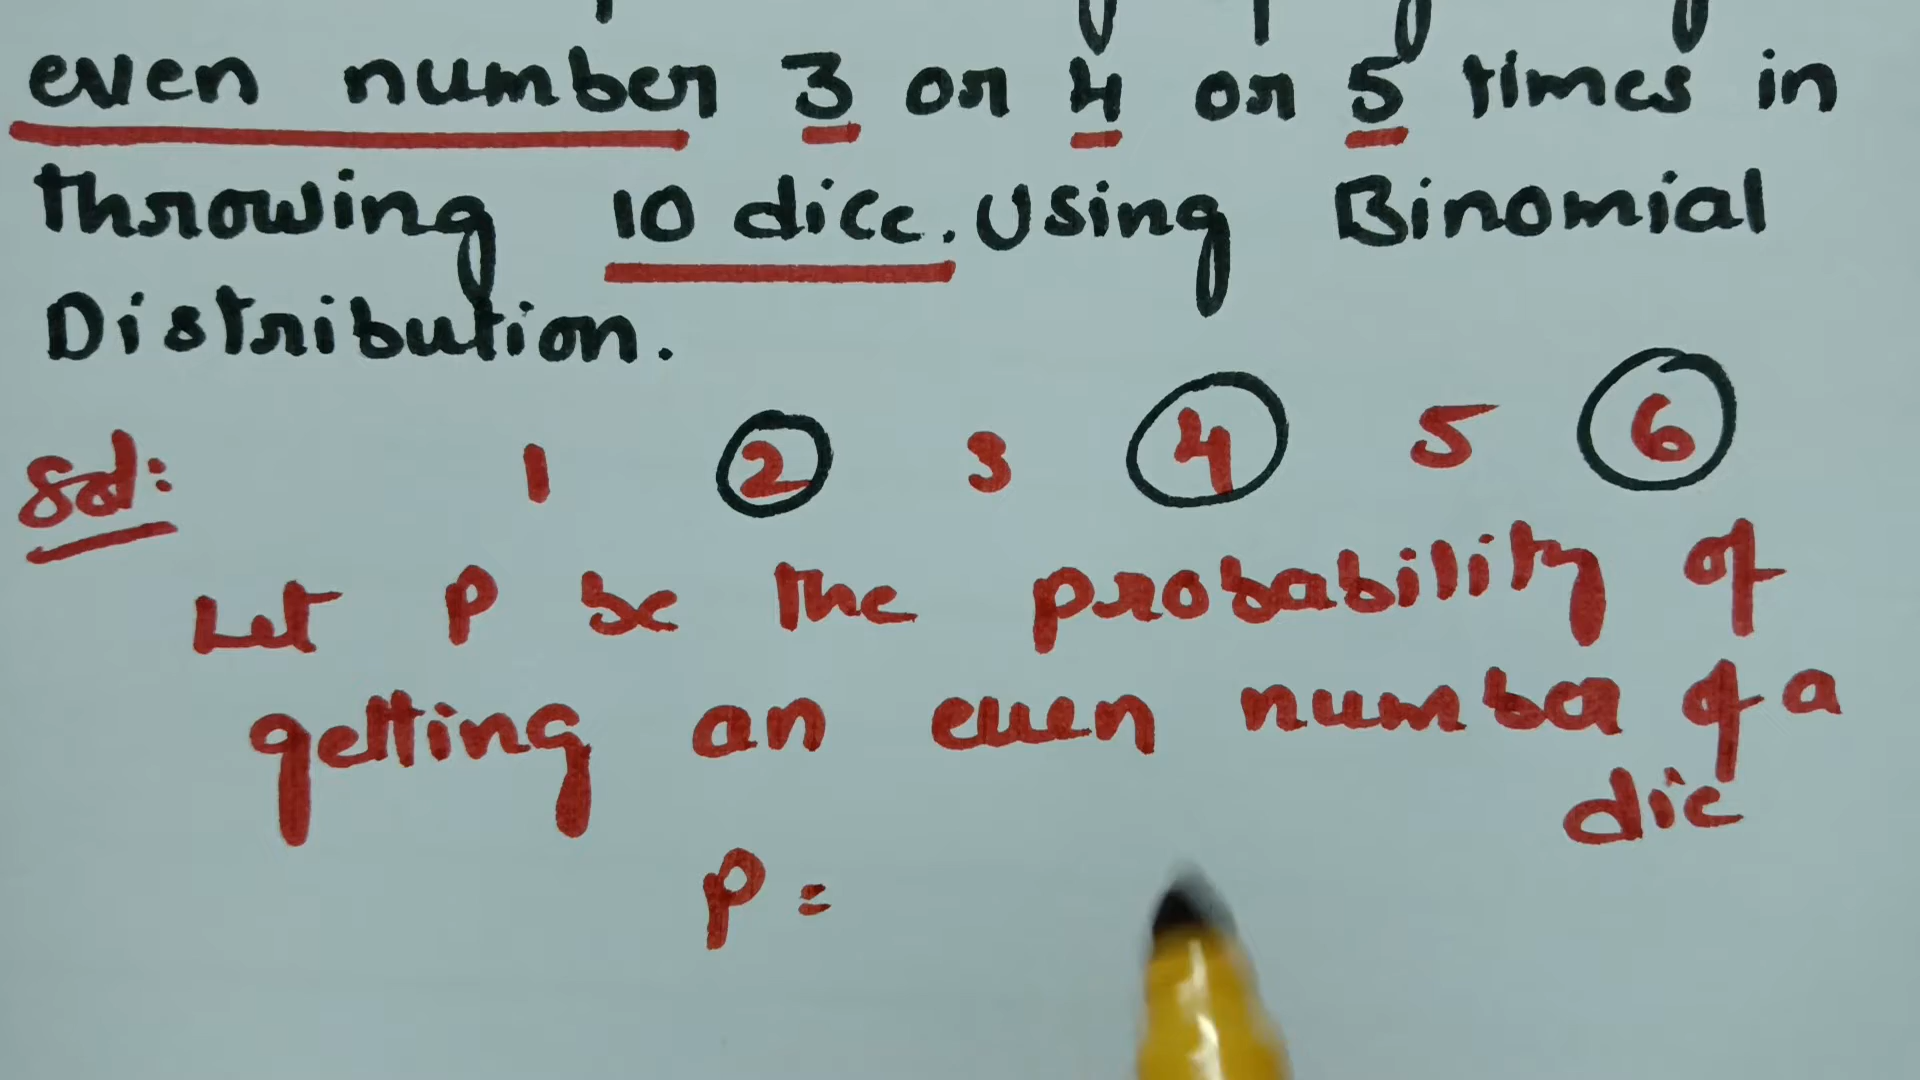 even number 3 or 4 or 5 times in
throwing 10 dice. Using Binomial
Distribution.
Sol: 1 2 3 4 5 6
Let P be the probability of
getting an even number of a
die
P =